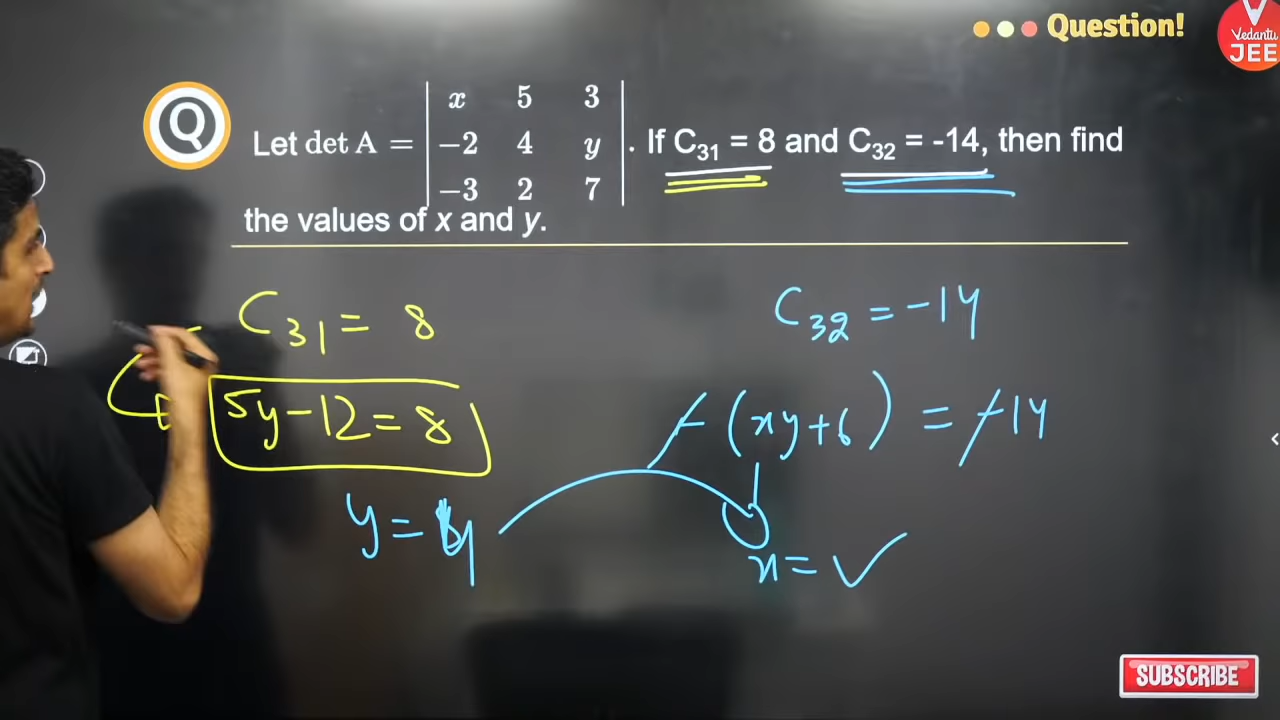 Question!
Vedantu
JEE
Q
Let det A = | x 5 3 |
| −2 4 y |
| −3 2 7 |
. If C₃₁ = 8 and C₃₂ = -14, then find
the values of x and y.
C₃₁ = 8
5y−12 = 8
y = 4
C₃₂ = −14
−(xy+6) = −14
x = ✓
SUBSCRIBE